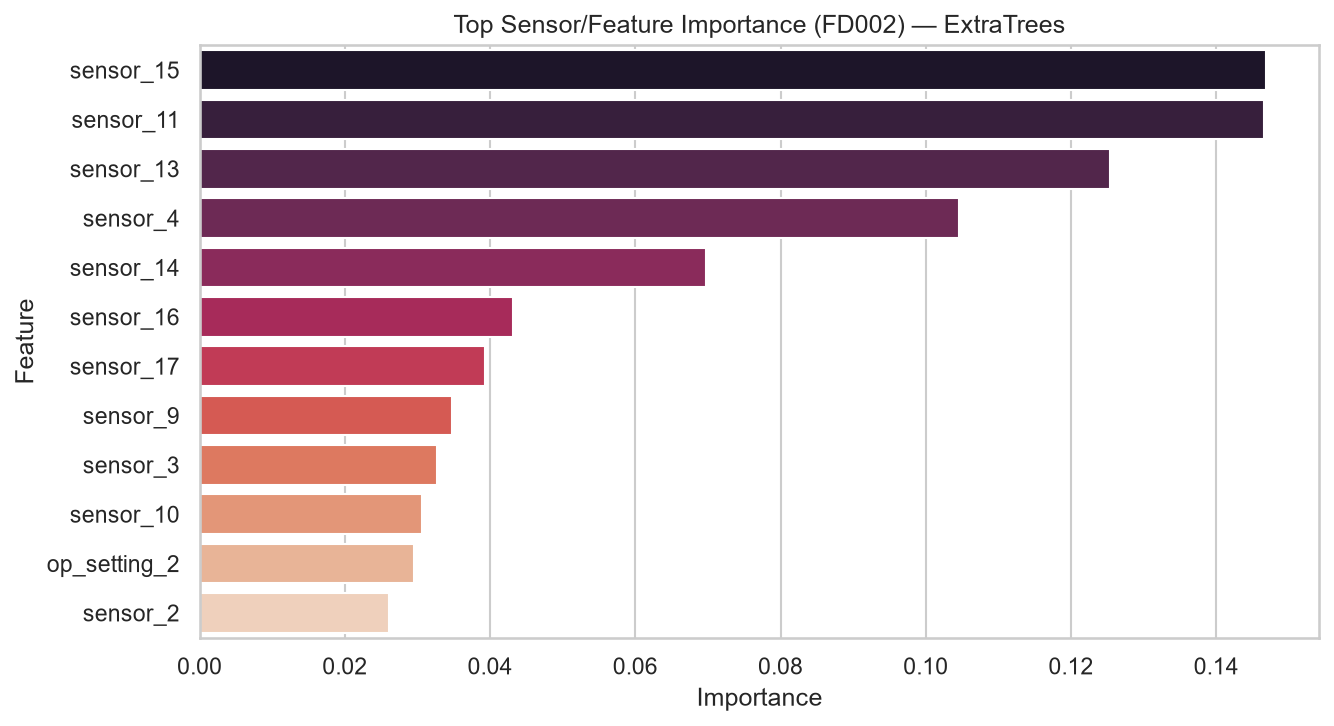 Top Sensor/Feature Importance (FD002) — ExtraTrees
sensor_15
sensor_11
sensor_13
sensor_4
sensor_14
sensor_16
sensor_17
sensor_9
sensor_3
sensor_10
op_setting_2
sensor_2
Feature
0.00 0.02 0.04 0.06 0.08 0.10 0.12 0.14
Importance